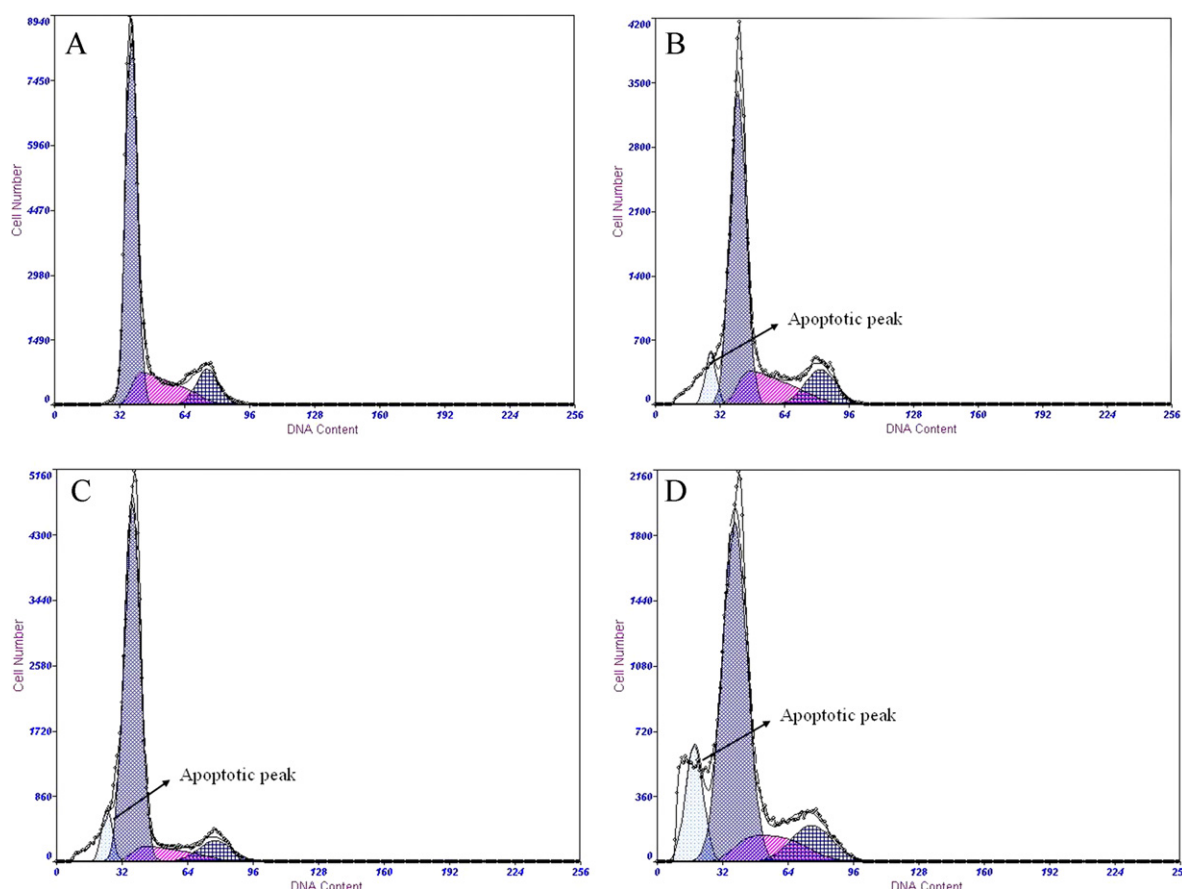 A
8940
7450
5960
4470
2980
1490
0
Cell Number
0 32 64 96 128 160 192 224 256
DNA Content
B
4200
3500
2800
2100
1400
700
0
Cell Number
Apoptotic peak
0 32 64 96 128 160 192 224 256
DNA Content
C
5160
4300
3440
2580
1720
860
0
Cell Number
Apoptotic peak
0 32 64 96 128 160 192 224 256
DNA Content
D
2160
1800
1440
1080
720
360
0
Cell Number
Apoptotic peak
0 32 64 96 128 160 192 224 25
DNA Content